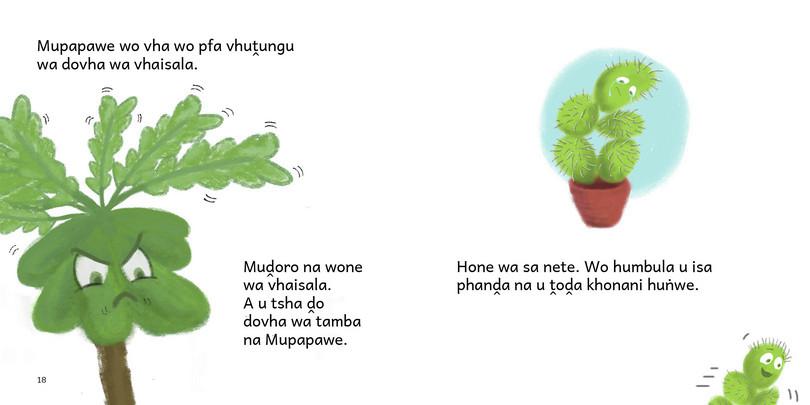 Mupapawe wo vha wo pfa vhuṱungu
wa dovha wa vhaisala.
Muḓoro na wone
wa vhaisala.
A u tsha ḓo
dovha wa tamba
na Mupapawe.
18
Hone wa sa nete. Wo humbula u isa
phanḓa na u ṱoḓa khonani huṅwe.